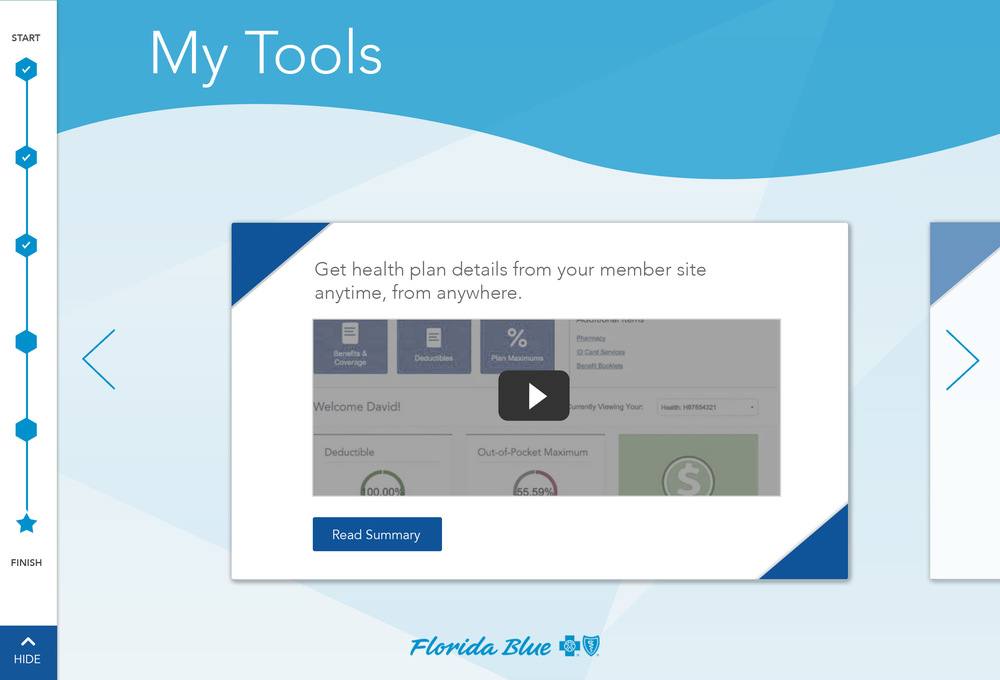 START
My Tools
Get health plan details from your member site
anytime, from anywhere.
Additional Items
Pharmacy
ID Card Services
Benefit Booklets
Benefits &
Coverage
Deductibles
Plan Maximums
Welcome David!
Currently Viewing Your:
Health: H87654321
Deductible
Out-of-Pocket Maximum
100.00%
55.59%
Read Summary
FINISH
HIDE
Florida Blue